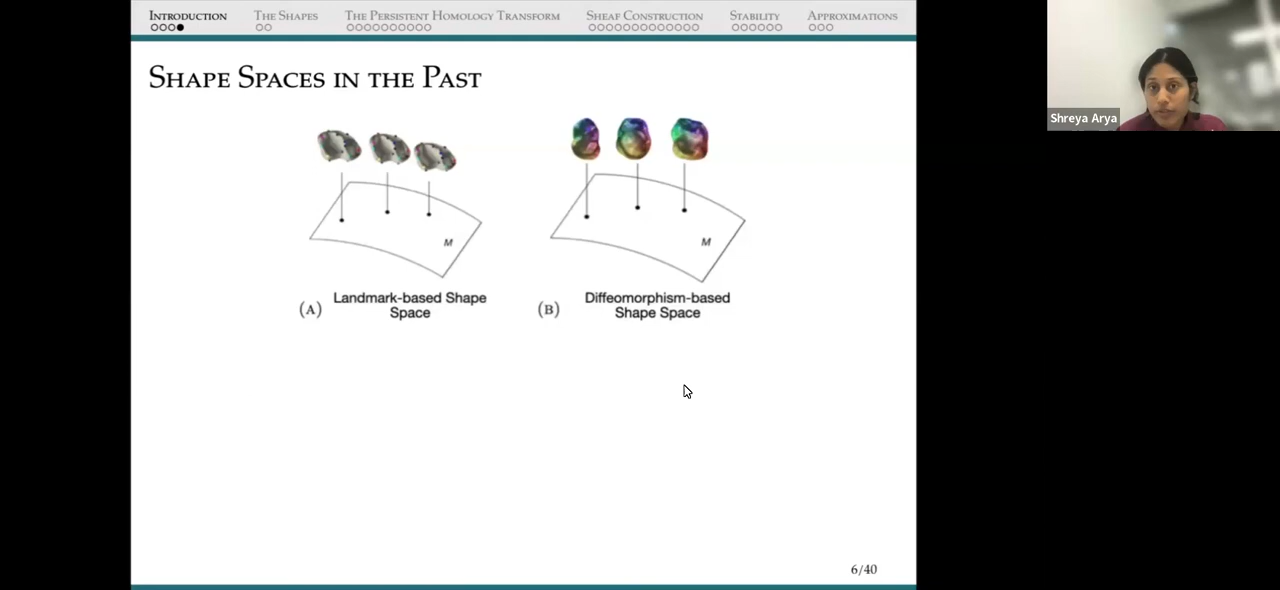 INTRODUCTION THE SHAPES THE PERSISTENT HOMOLOGY TRANSFORM SHEAF CONSTRUCTION STABILITY APPROXIMATIONS
SHAPE SPACES IN THE PAST
M
M
(A) Landmark-based Shape Space
(B) Diffeomorphism-based Shape Space
6/40
Shreya Arya